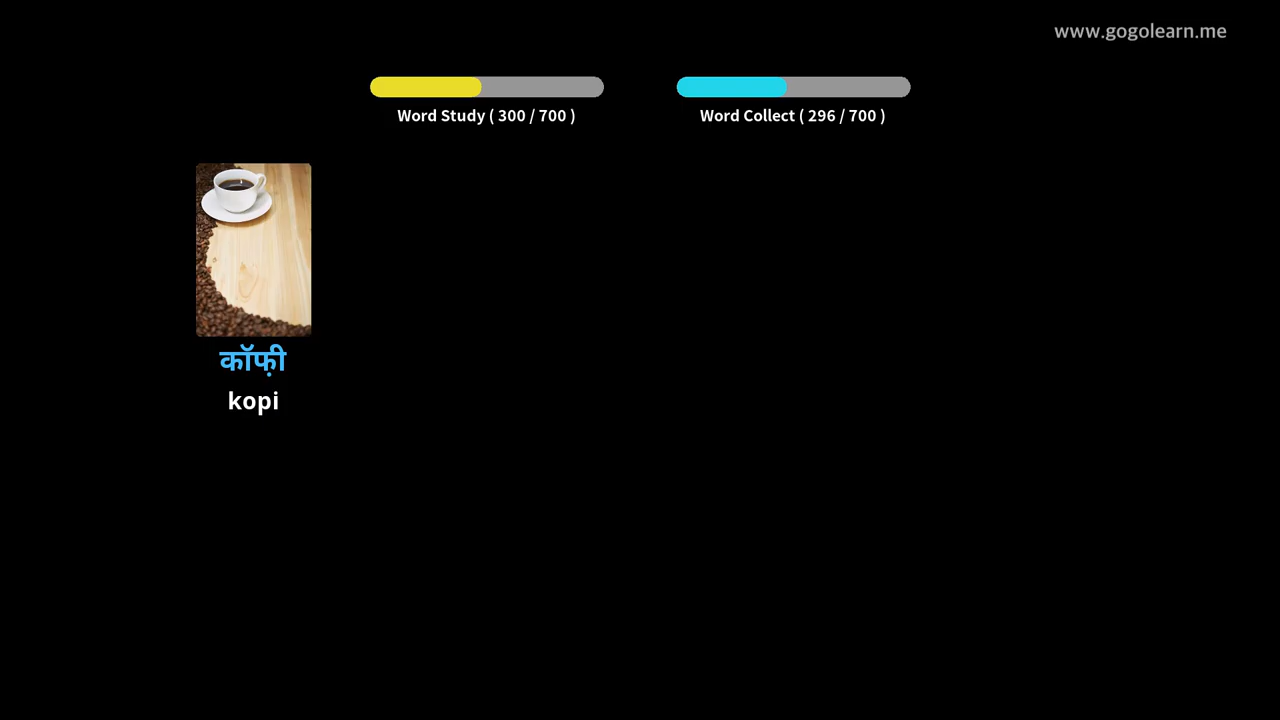 www.gogolearn.me
Word Study ( 300 / 700 )
Word Collect ( 296 / 700 )
कॉफ़ी
kopi